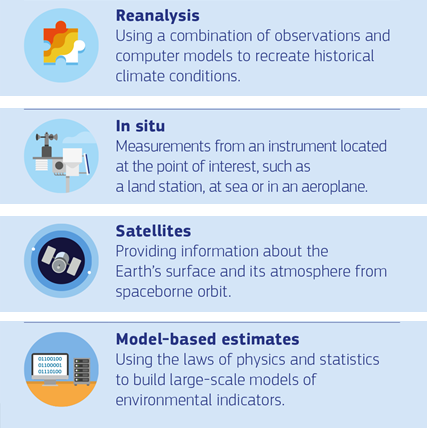 Reanalysis
Using a combination of observations and
computer models to recreate historical
climate conditions.
In situ
Measurements from an instrument located
at the point of interest, such as
a land station, at sea or in an aeroplane.
Satellites
Providing information about the
Earth's surface and its atmosphere from
spaceborne orbit.
01100100
01100001
01110100
Model-based estimates
Using the laws of physics and statistics
to build large-scale models of
environmental indicators.